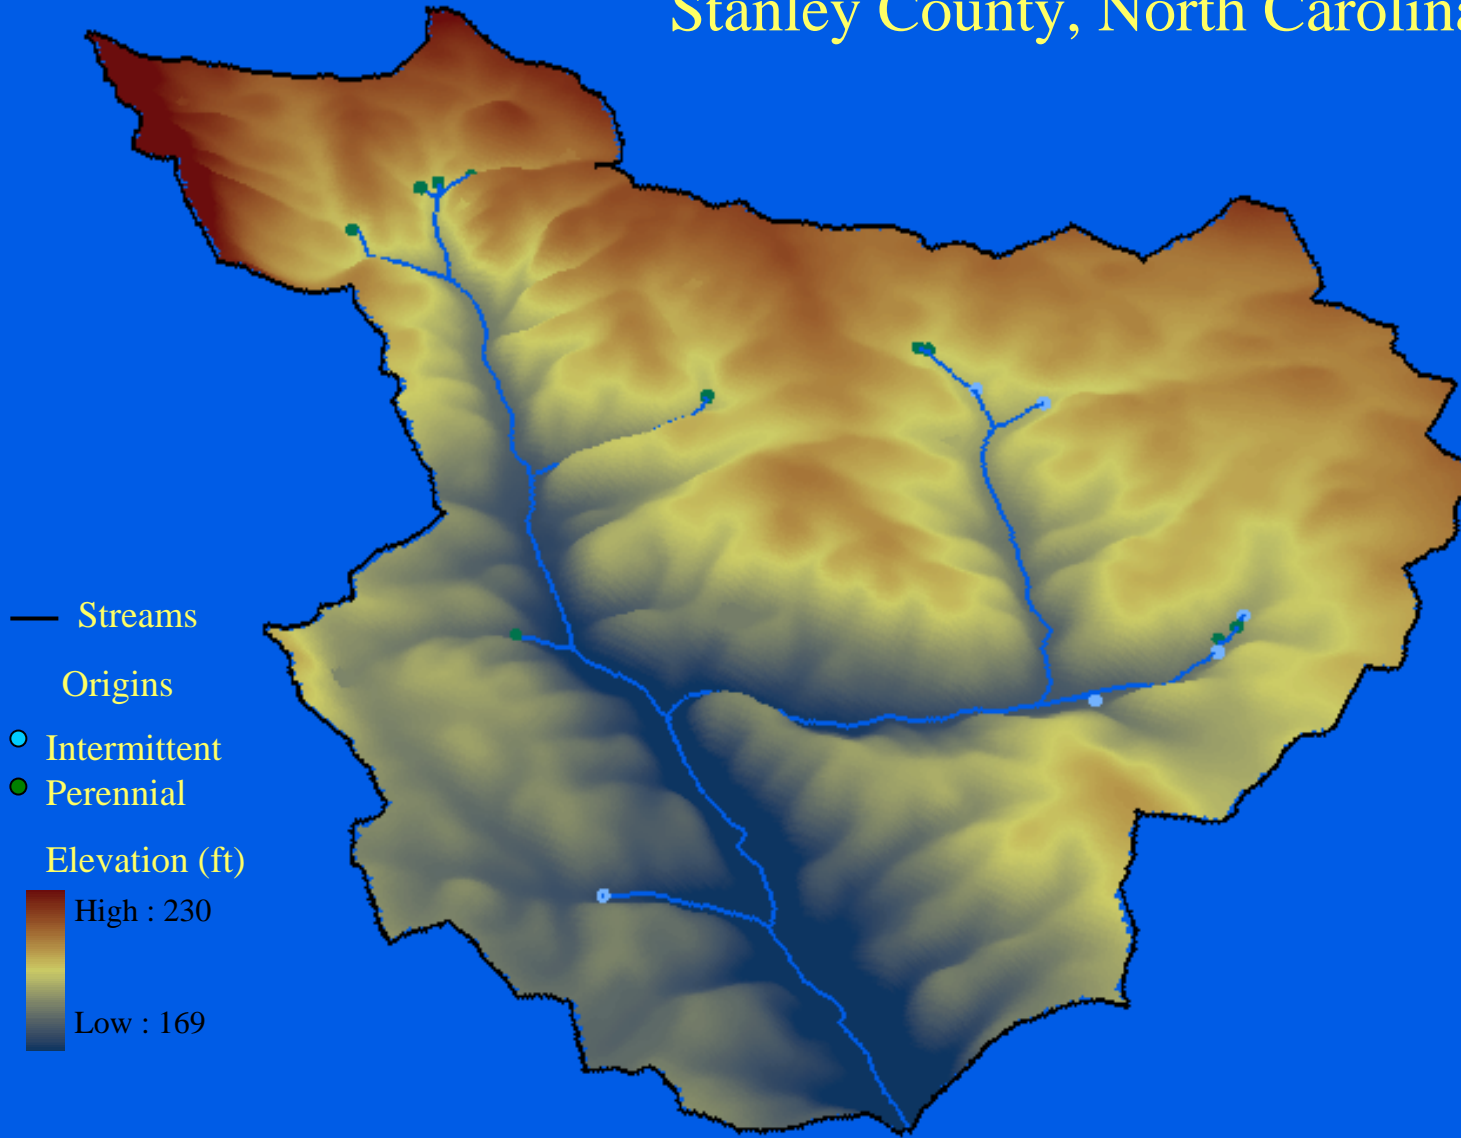 Stanley County, North Carolina
Streams
Origins
Intermittent
Perennial
Elevation (ft)
High : 230
Low : 169